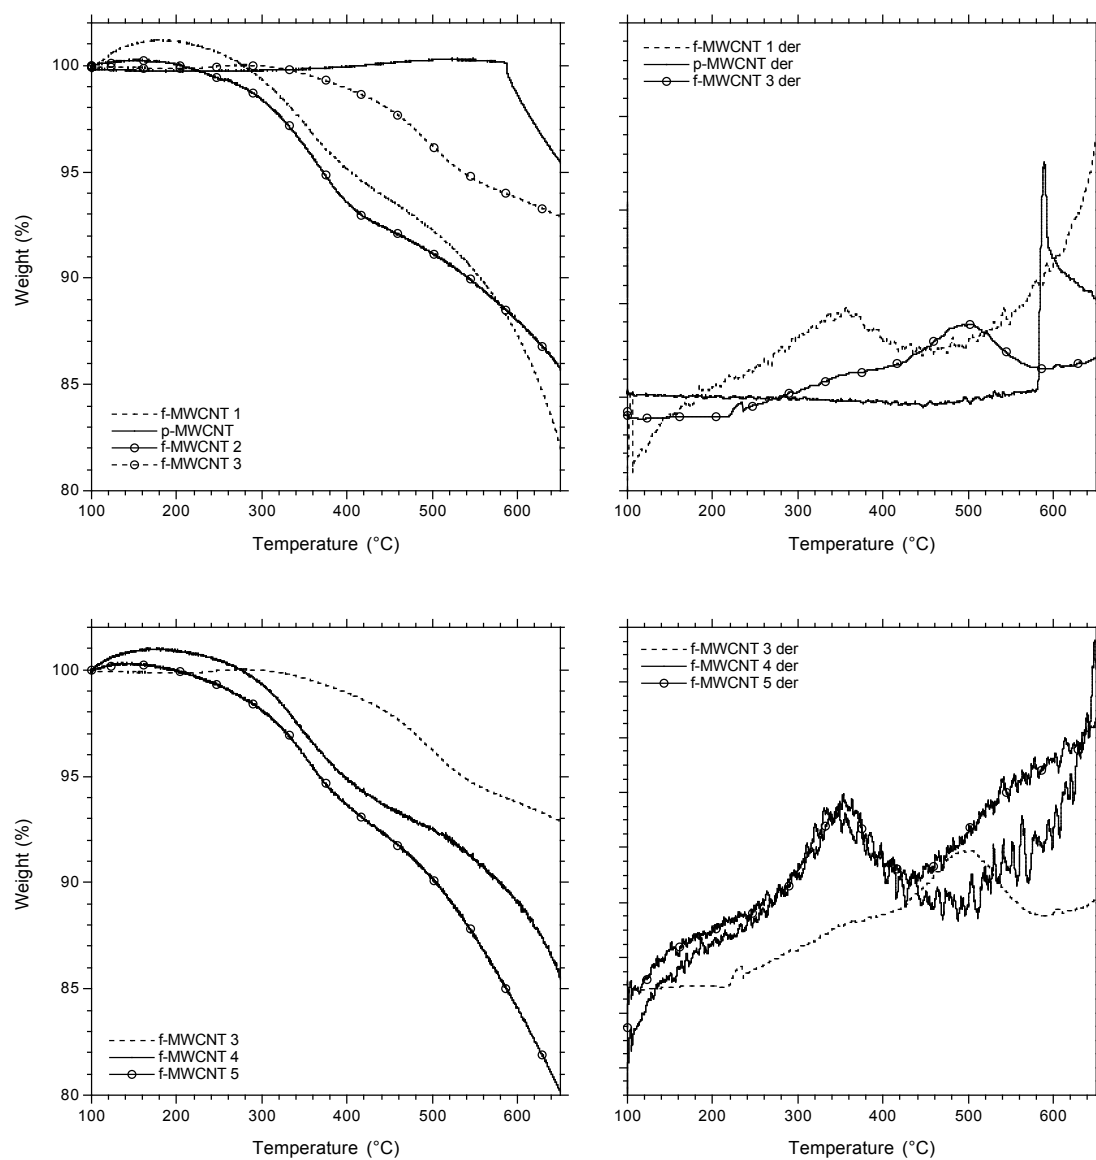 100
95
90
85
80
Weight (%)
f-MWCNT 1
p-MWCNT
f-MWCNT 2
f-MWCNT 3
100 200 300 400 500 600
Temperature (°C)
f-MWCNT 1 der
p-MWCNT der
f-MWCNT 3 der
100 200 300 400 500 600
Temperature (°C)
100
95
90
85
80
Weight (%)
f-MWCNT 3
f-MWCNT 4
f-MWCNT 5
100 200 300 400 500 600
Temperature (°C)
f-MWCNT 3 der
f-MWCNT 4 der
f-MWCNT 5 der
100 200 300 400 500 600
Temperature (°C)